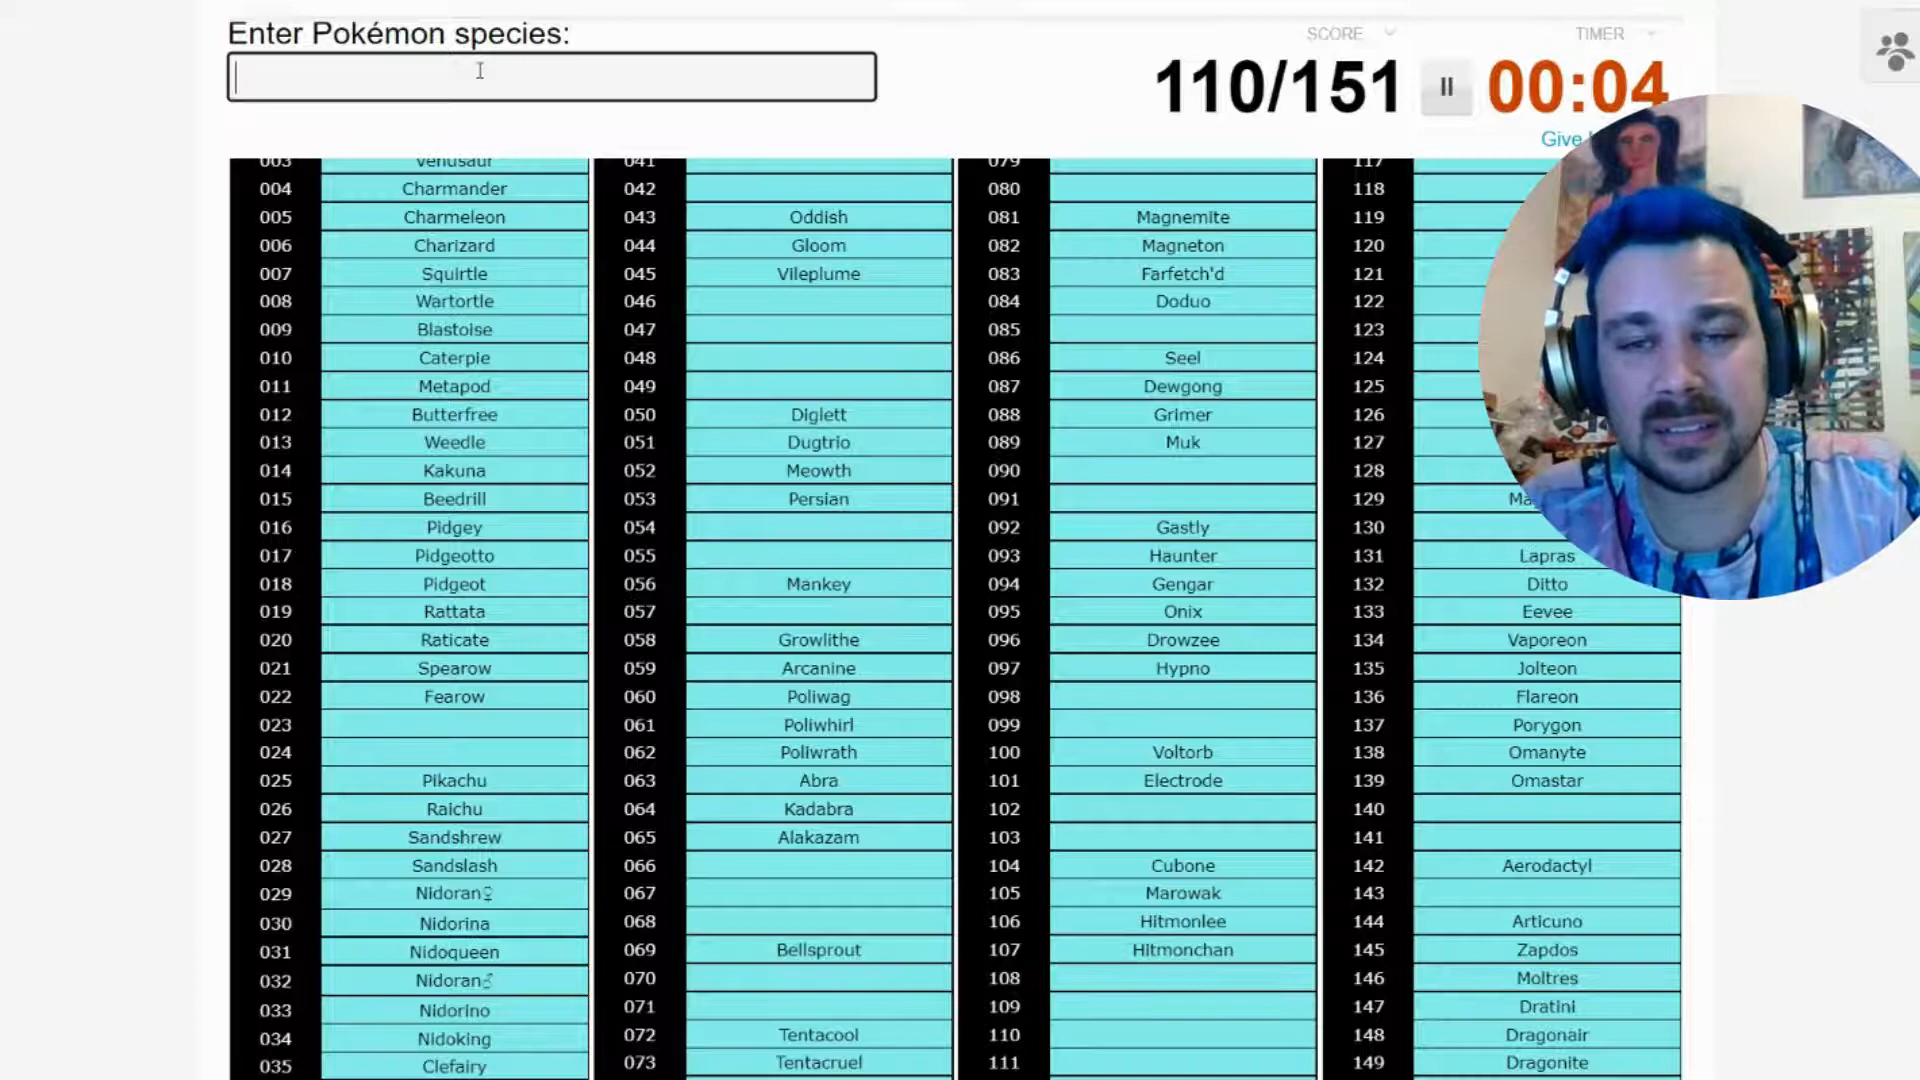 Enter Pokémon species:
SCORE
TIMER
110/151
00:04
Give
003 Venusaur 041 079 117
004 Charmander 042 080 118
005 Charmeleon 043 Oddish 081 Magnemite 119
006 Charizard 044 Gloom 082 Magneton 120
007 Squirtle 045 Vileplume 083 Farfetch'd 121
008 Wartortle 046 084 Doduo 122
009 Blastoise 047 085 123
010 Caterpie 048 086 Seel 124
011 Metapod 049 087 Dewgong 125
012 Butterfree 050 Diglett 088 Grimer 126
013 Weedle 051 Dugtrio 089 Muk 127
014 Kakuna 052 Meowth 090 128
015 Beedrill 053 Persian 091 129
016 Pidgey 054 092 Gastly 130
017 Pidgeotto 055 093 Haunter 131 Lapras
018 Pidgeot 056 Mankey 094 Gengar 132 Ditto
019 Rattata 057 095 Onix 133 Eevee
020 Raticate 058 Growlithe 096 Drowzee 134 Vaporeon
021 Spearow 059 Arcanine 097 Hypno 135 Jolteon
022 Fearow 060 Poliwag 098 136 Flareon
023 061 Poliwhirl 099 137 Porygon
024 062 Poliwrath 100 Voltorb 138 Omanyte
025 Pikachu 063 Abra 101 Electrode 139 Omastar
026 Raichu 064 Kadabra 102 140
027 Sandshrew 065 Alakazam 103 141
028 Sandslash 066 104 Cubone 142 Aerodactyl
029 Nidoran♀ 067 105 Marowak 143
030 Nidorina 068 106 Hitmonlee 144 Articuno
031 Nidoqueen 069 Bellsprout 107 Hitmonchan 145 Zapdos
032 Nidoran♂ 070 108 146 Moltres
033 Nidorino 071 109 147 Dratini
034 Nidoking 072 Tentacool 110 148 Dragonair
035 Clefairy 073 Tentacruel 111 149 Dragonite